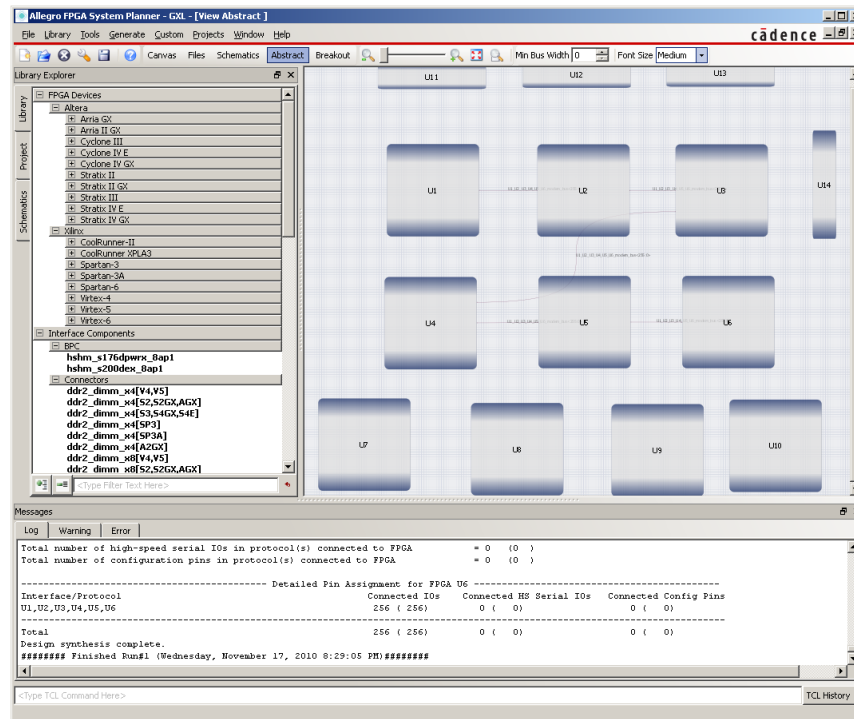 Allegro FPGA System Planner - GXL - [View Abstract ]
File Library Tools Generate Custom Projects Window Help
cādence
Canvas Files Schematics Abstract Breakout Min Bus Width 0 Font Size Medium
Library Explorer
Library
Project
Schematics
FPGA Devices
Altera
Arria GX
Arria II GX
Cyclone III
Cyclone IV E
Cyclone IV GX
Stratix II
Stratix II GX
Stratix III
Stratix IV E
Stratix IV GX
Xilinx
CoolRunner-II
CoolRunner XPLA3
Spartan-3
Spartan-3A
Spartan-6
Virtex-4
Virtex-5
Virtex-6
Interface Components
BPC
hshm_s176dpwrx_8ap1
hshm_s200dex_8ap1
Connectors
ddr2_dimm_x4[V4,V5]
ddr2_dimm_x4[S2,S2GX,AGX]
ddr2_dimm_x4[S3,S4GX,S4E]
ddr2_dimm_x4[SP3]
ddr2_dimm_x4[SP3A]
ddr2_dimm_x4[A2GX]
ddr2_dimm_x8[V4,V5]
ddr2_dimm_x8[S2,S2GX,AGX]
<Type Filter Text Here>
U11 U12 U13
U1 U2 U3 U14
U4 U5 U6
U7 U8 U9 U10
Messages
Log Warning Error
Total number of high-speed serial IOs in protocol(s) connected to FPGA = 0 (0 )
Total number of configuration pins in protocol(s) connected to FPGA = 0 (0 )
Detailed Pin Assignment for FPGA U6
Interface/Protocol Connected IOs Connected HS Serial IOs Connected Config Pins
U1,U2,U3,U4,U5,U6 256 ( 256) 0 ( 0) 0 ( 0)
Total 256 ( 256) 0 ( 0) 0 ( 0)
Design synthesis complete.
######## Finished Run#1 (Wednesday, November 17, 2010 8:29:05 PM)########
<Type TCL Command Here> TCL History